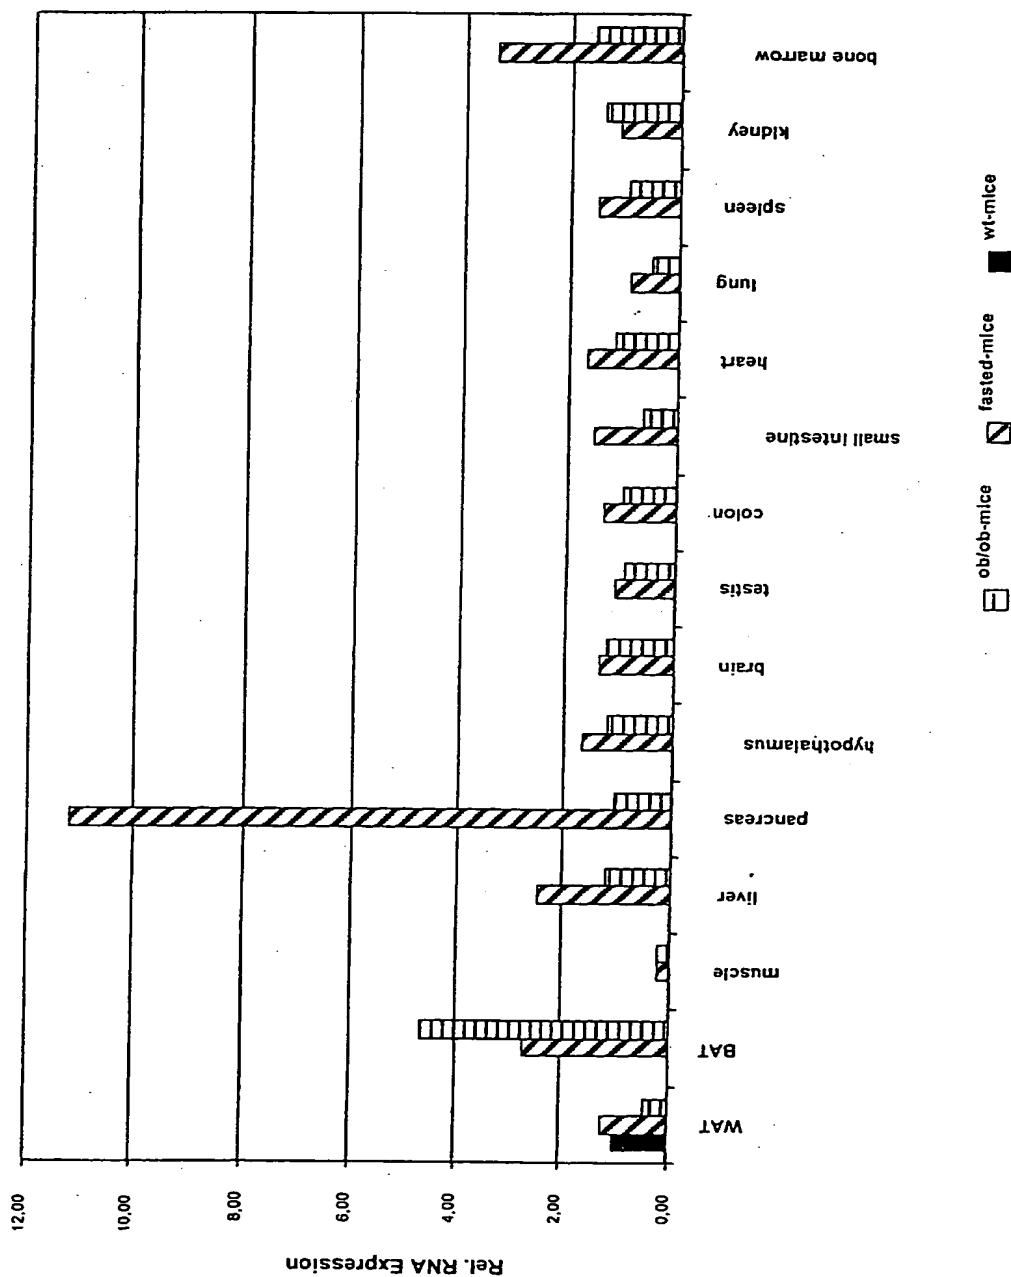 Rel. RNA Expression
12,00
10,00
8,00
6,00
4,00
2,00
0,00
WAT
BAT
muscle
liver
pancreas
hypothalamus
brain
testis
colon
small intestine
heart
lung
spleen
kidney
bone marrow
ob/ob-mice
fasted-mice
wt-mice